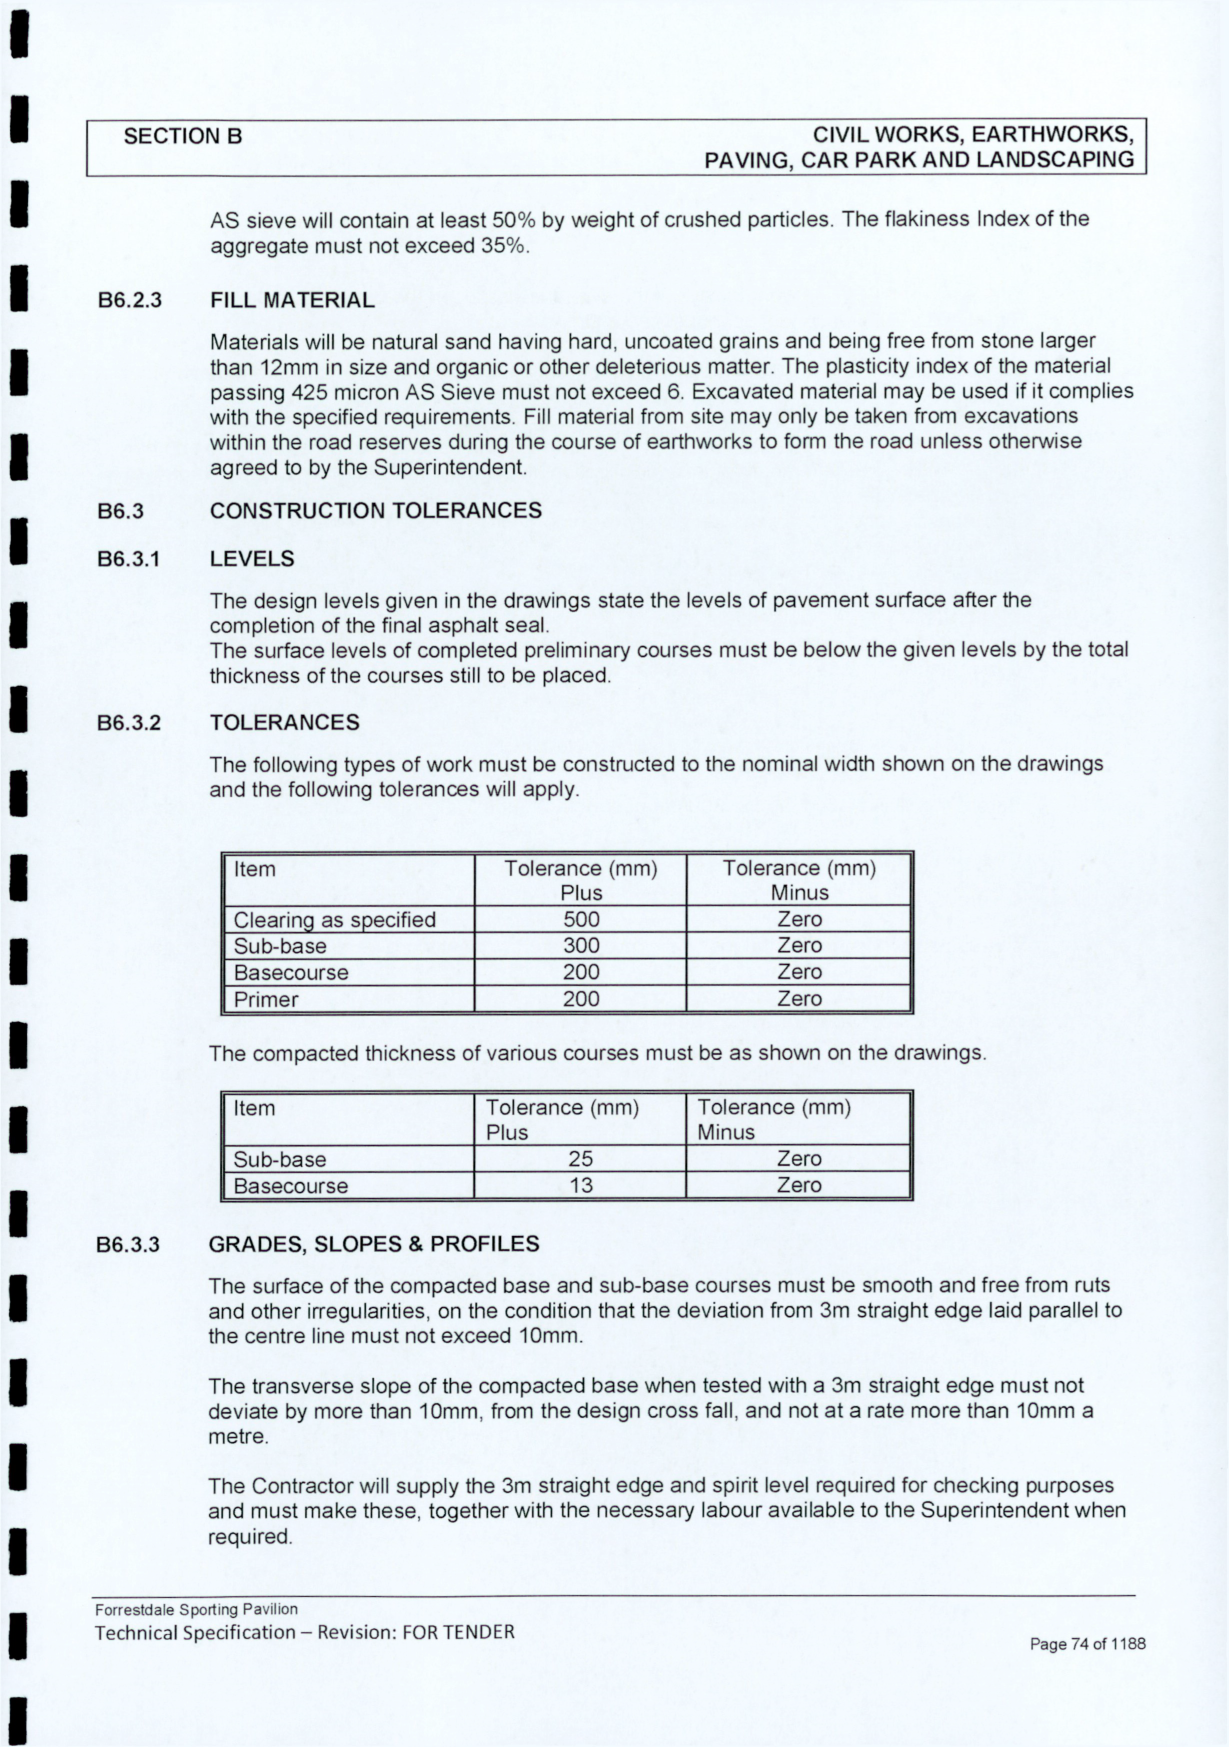 SECTION B
CIVIL WORKS, EARTHWORKS,
PAVING, CAR PARK AND LANDSCAPING
AS sieve will contain at least 50% by weight of crushed particles. The flakiness Index of the
aggregate must not exceed 35%.
B6.2.3 FILL MATERIAL
Materials will be natural sand having hard, uncoated grains and being free from stone larger
than 12mm in size and organic or other deleterious matter. The plasticity index of the material
passing 425 micron AS Sieve must not exceed 6. Excavated material may be used if it complies
with the specified requirements. Fill material from site may only be taken from excavations
within the road reserves during the course of earthworks to form the road unless otherwise
agreed to by the Superintendent.
B6.3 CONSTRUCTION TOLERANCES
B6.3.1 LEVELS
The design levels given in the drawings state the levels of pavement surface after the
completion of the final asphalt seal.
The surface levels of completed preliminary courses must be below the given levels by the total
thickness of the courses still to be placed.
B6.3.2 TOLERANCES
The following types of work must be constructed to the nominal width shown on the drawings
and the following tolerances will apply.
Item Tolerance (mm) Tolerance (mm)
Plus Minus
Clearing as specified 500 Zero
Sub-base 300 Zero
Basecourse 200 Zero
Primer 200 Zero
The compacted thickness of various courses must be as shown on the drawings.
Item Tolerance (mm) Tolerance (mm)
Plus Minus
Sub-base 25 Zero
Basecourse 13 Zero
B6.3.3 GRADES, SLOPES & PROFILES
The surface of the compacted base and sub-base courses must be smooth and free from ruts
and other irregularities, on the condition that the deviation from 3m straight edge laid parallel to
the centre line must not exceed 10mm.
The transverse slope of the compacted base when tested with a 3m straight edge must not
deviate by more than 10mm, from the design cross fall, and not at a rate more than 10mm a
metre.
The Contractor will supply the 3m straight edge and spirit level required for checking purposes
and must make these, together with the necessary labour available to the Superintendent when
required.
Forrestdale Sporting Pavilion
Technical Specification – Revision: FOR TENDER
Page 74 of 1188